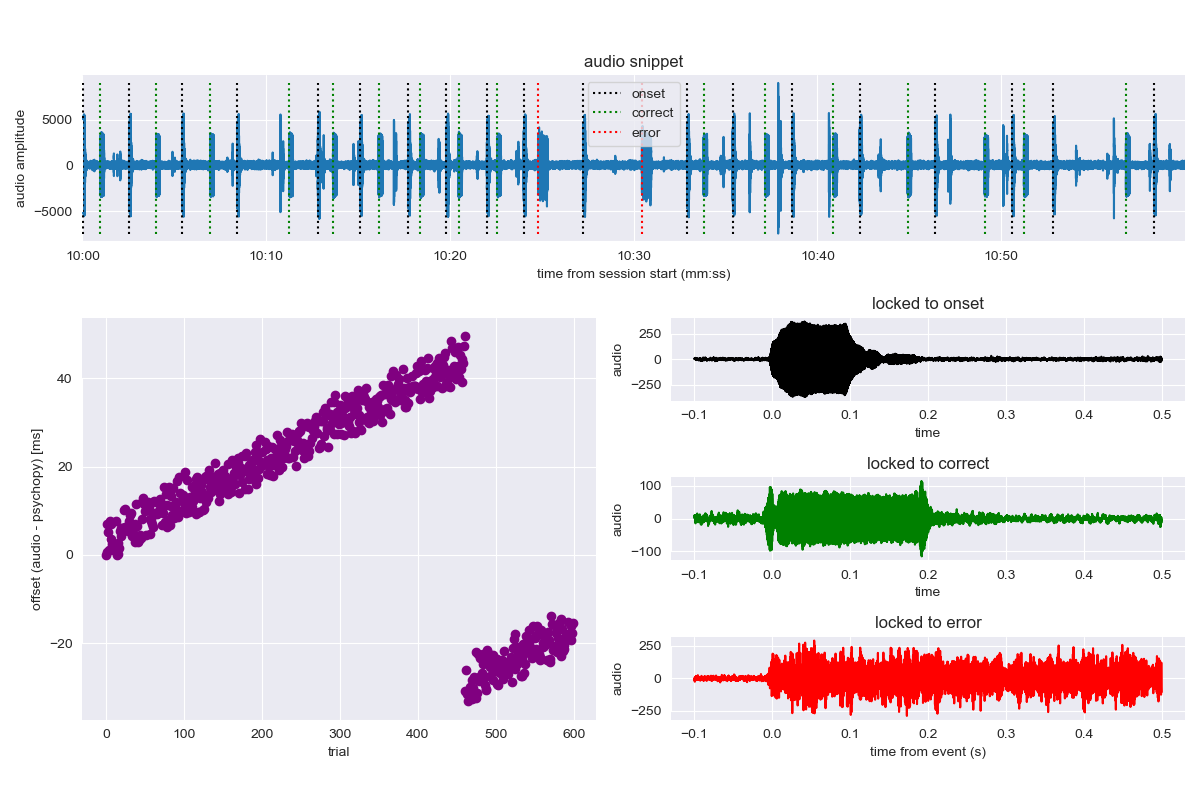 audio snippet
audio amplitude
5000
0
−5000
onset
correct
error
10:00 10:10 10:20 10:30 10:40 10:50
time from session start (mm:ss)
offset (audio - psychopy) [ms]
40
20
0
−20
0 100 200 300 400 500 600
trial
locked to onset
audio
250
0
−250
−0.1 0.0 0.1 0.2 0.3 0.4 0.5
time
locked to correct
audio
100
0
−100
−0.1 0.0 0.1 0.2 0.3 0.4 0.5
time
locked to error
audio
250
0
−250
−0.1 0.0 0.1 0.2 0.3 0.4 0.5
time from event (s)